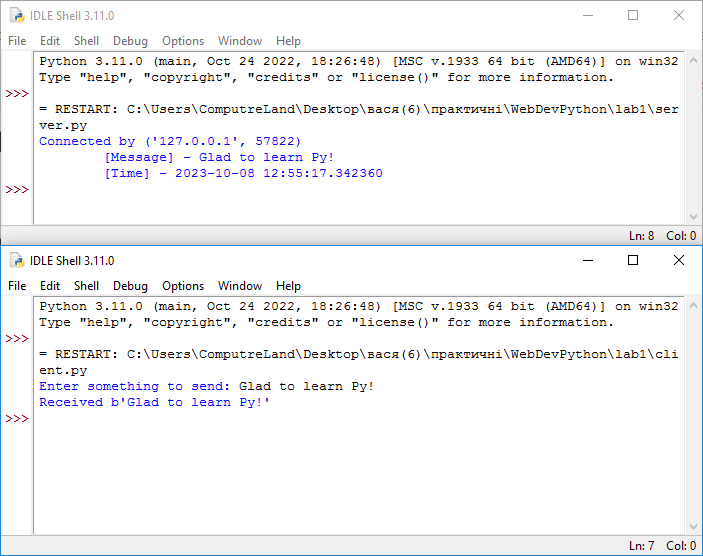 IDLE Shell 3.11.0
File Edit Shell Debug Options Window Help
Python 3.11.0 (main, Oct 24 2022, 18:26:48) [MSC v.1933 64 bit (AMD64)] on win32
Type "help", "copyright", "credits" or "license()" for more information.
>>>
= RESTART: C:\Users\ComputreLand\Desktop\вася(6)\практичні\WebDevPython\lab1\ser
ver.py
Connected by ('127.0.0.1', 57822)
[Message] - Glad to learn Py!
[Time] - 2023-10-08 12:55:17.342360
>>>
Ln: 8 Col: 0
IDLE Shell 3.11.0
File Edit Shell Debug Options Window Help
Python 3.11.0 (main, Oct 24 2022, 18:26:48) [MSC v.1933 64 bit (AMD64)] on win32
Type "help", "copyright", "credits" or "license()" for more information.
>>>
= RESTART: C:\Users\ComputreLand\Desktop\вася(6)\практичні\WebDevPython\lab1\cli
ent.py
Enter something to send: Glad to learn Py!
Received b'Glad to learn Py!'
>>>
Ln: 7 Col: 0